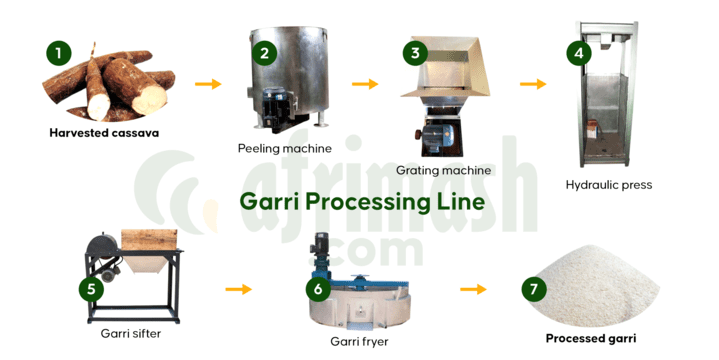 1
Harvested cassava
2
Peeling machine
3
Grating machine
4
Hydraulic press
afrimash
.com
Garri Processing Line
5
Garri sifter
6
Garri fryer
7
Processed garri